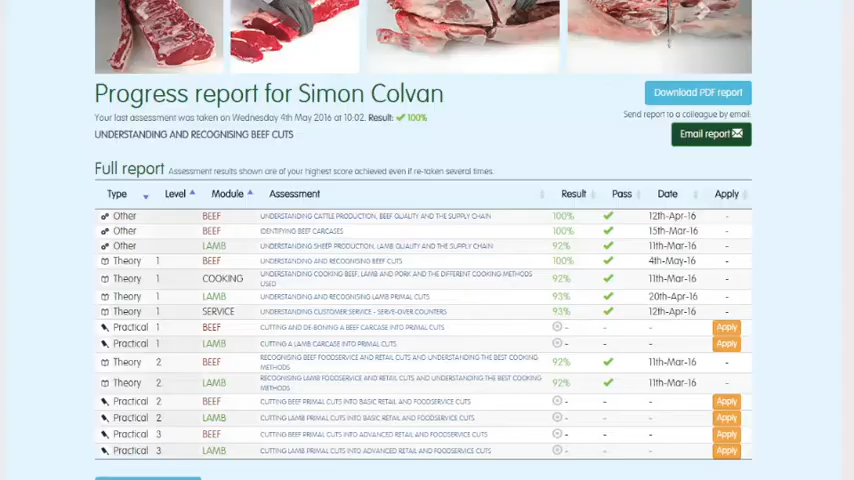 Progress report for Simon Colvan
Download PDF report
Your last assessment was taken on Wednesday 4th May 2016 at 10.02. Result: 100%
Send report to a colleague by email:
UNDERSTANDING AND RECOGNISING BEEF CUTS
Email report
Full report Assessment results shown are of your highest score achieved even if re-taken several times.
Type Level Module Assessment Result Pass Date Apply
Other BEEF UNDERSTANDING CATTLE PRODUCTION, BEEF QUALITY AND THE SUPPLY CHAIN 100% 12th-Apr-16 -
Other BEEF IDENTIFYING BEEF CARCASES 100% 15th-Mar-16 -
Other LAMB UNDERSTANDING SHEEP PRODUCTION, LAMB QUALITY AND THE SUPPLY CHAIN 92% 11th-Mar-16 -
Theory 1 BEEF UNDERSTANDING AND RECOGNISING BEEF CUTS 100% 4th-May-16 -
Theory 1 COOKING UNDERSTANDING COOKING BEEF, LAMB AND PORK AND THE DIFFERENT COOKING METHODS 92% 11th-Mar-16 -
USED
Theory 1 LAMB UNDERSTANDING AND RECOGNISING LAMB PRIMAL CUTS 93% 20th-Apr-16 -
Theory 1 SERVICE UNDERSTANDING CUSTOMER SERVICE - SERVE-OVER COUNTERS 93% 12th-Apr-16 -
Practical 1 BEEF CUTTING AND DE-BONING A BEEF CARCASE INTO PRIMAL CUTS - - - Apply
Practical 1 LAMB CUTTING A LAMB CARCASE INTO PRIMAL CUTS - - - Apply
Theory 2 BEEF RECOGNISING BEEF FOODSERVICE AND RETAIL CUTS AND UNDERSTANDING THE BEST COOKING 92% 11th-Mar-16 -
METHODS
Theory 2 LAMB RECOGNISING LAMB FOODSERVICE AND RETAIL CUTS AND UNDERSTANDING THE BEST COOKING 92% 11th-Mar-16 -
METHODS
Practical 2 BEEF CUTTING BEEF PRIMAL CUTS INTO BASIC RETAIL AND FOODSERVICE CUTS - - - Apply
Practical 2 LAMB CUTTING LAMB PRIMAL CUTS INTO BASIC RETAIL AND FOODSERVICE CUTS - - - Apply
Practical 3 BEEF CUTTING BEEF PRIMAL CUTS INTO ADVANCED RETAIL AND FOODSERVICE CUTS - - - Apply
Practical 3 LAMB CUTTING LAMB PRIMAL CUTS INTO ADVANCED RETAIL AND FOODSERVICE CUTS - - - Apply